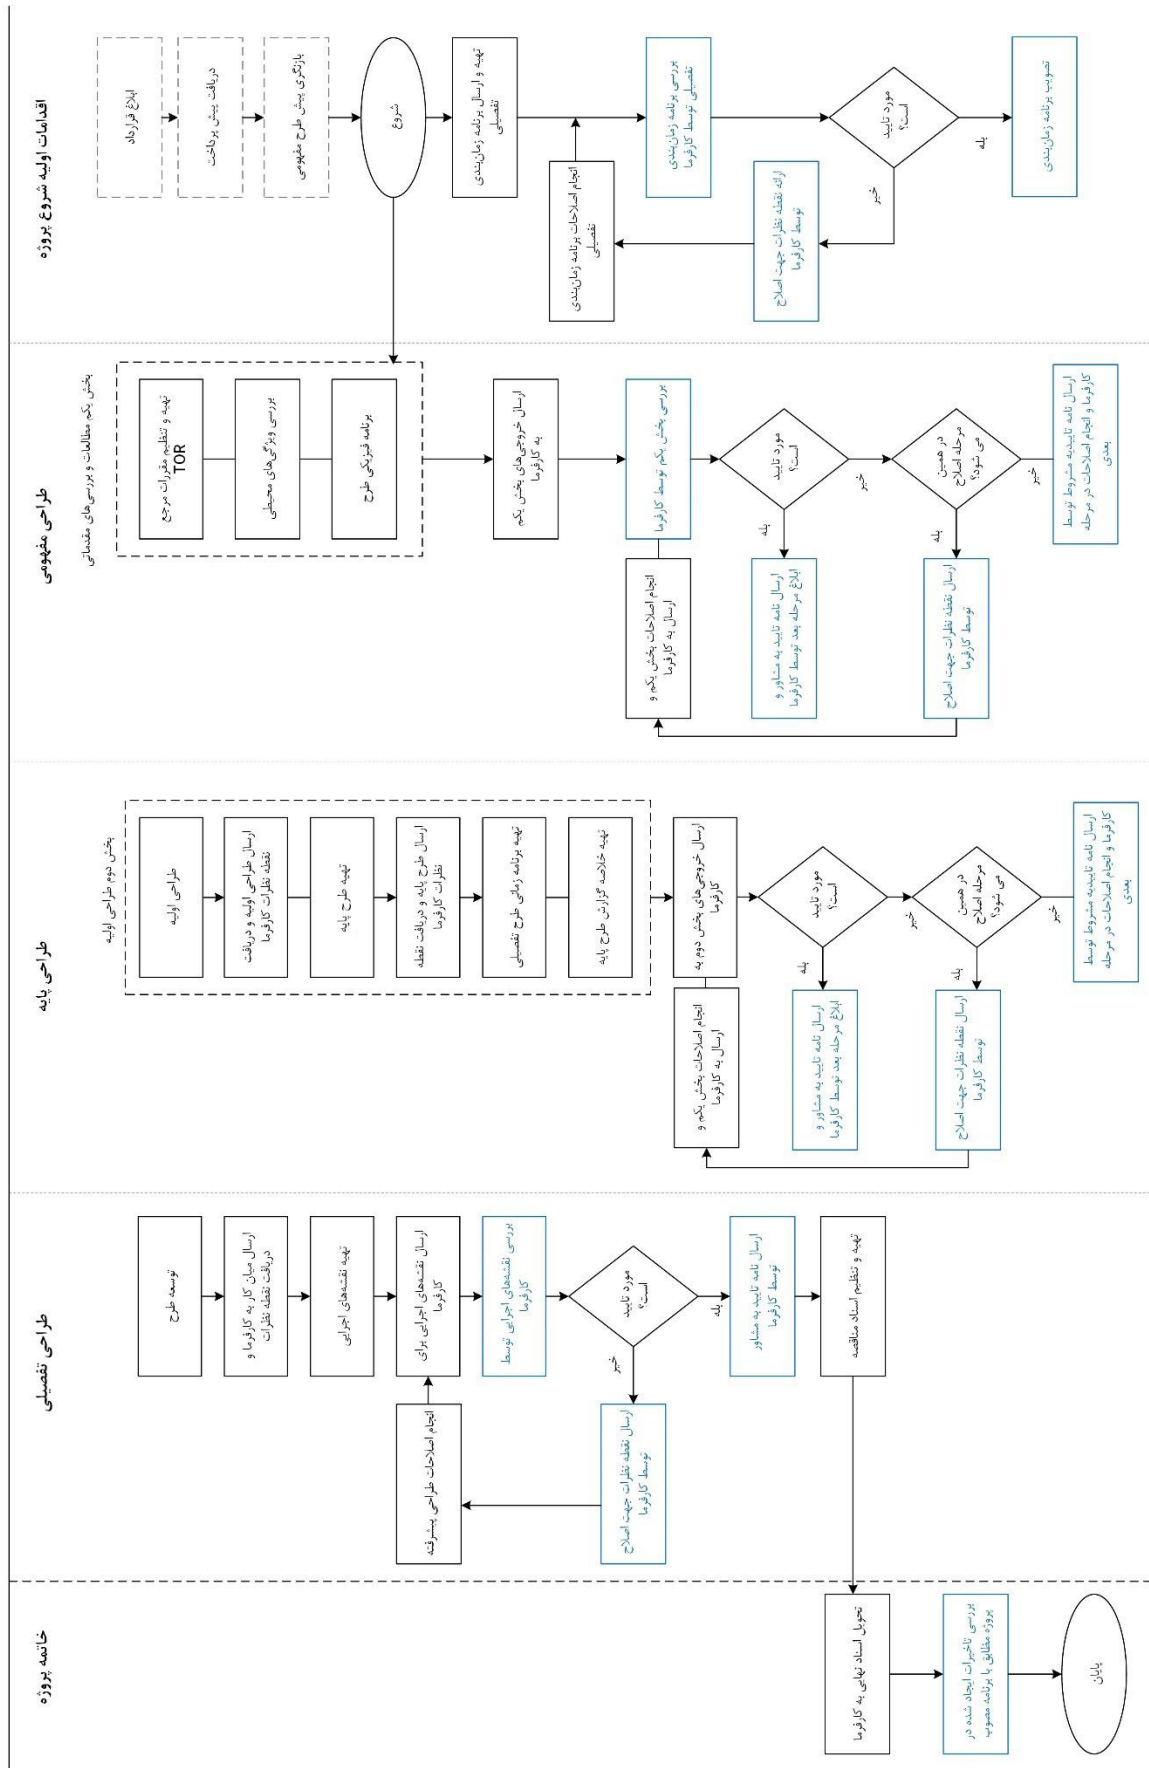 اقدامات اولیه شروع پروژه
ابلاغ قرارداد
دریافت پیش پرداخت
بازنگری پیش طرح مفهومی
شروع
تهیه و ارسال برنامه زمان‌بندی
تفصیلی
انجام اصلاحات برنامه زمان‌بندی
تفصیلی
بررسی برنامه زمان‌بندی
تفصیلی توسط کارفرما
ارائه نقطه نظرات جهت اصلاح
توسط کارفرما
مورد تایید
است؟
خیر
بله
تصویب برنامه زمان‌بندی
طراحی مفهومی
بخش یکم مطالعات و بررسی‌های مقدماتی
تهیه و تنظیم مقررات مرجع
TOR
بررسی ویژگی‌های محیطی
برنامه فیزیکی طرح
ارسال خروجی‌های بخش یکم
به کارفرما
بررسی بخش یکم توسط کارفرما
انجام اصلاحات بخش یکم و
ارسال به کارفرما
مورد تایید
است؟
بله
ارسال نامه تایید به مشاور و
ابلاغ مرحله بعد توسط کارفرما
خیر
در همین
مرحله اصلاح
می شود؟
بله
ارسال نقطه نظرات جهت اصلاح
توسط کارفرما
خیر
ارسال نامه تاییدیه مشروط توسط
کارفرما و انجام اصلاحات در مرحله
بعدی
طراحی پایه
بخش دوم طراحی اولیه
طراحی اولیه
ارسال طراحی اولیه و دریافت
نقطه نظرات کارفرما
تهیه طرح پایه
ارسال طرح پایه و دریافت نقطه
نظرات کارفرما
تهیه برنامه زمانی طرح تفصیلی
تهیه خلاصه گزارش طرح پایه
ارسال خروجی‌های بخش دوم به
کارفرما
انجام اصلاحات بخش یکم و
ارسال به کارفرما
مورد تایید
است؟
بله
ارسال نامه تایید به مشاور و
ابلاغ مرحله بعد توسط کارفرما
خیر
در همین
مرحله اصلاح
می شود؟
بله
ارسال نقطه نظرات جهت اصلاح
توسط کارفرما
خیر
ارسال نامه تاییدیه مشروط توسط
کارفرما و انجام اصلاحات در مرحله
بعدی
طراحی تفصیلی
توسعه طرح
ارسال میان کار به کارفرما و
دریافت نقطه نظرات
تهیه نقشه‌های اجرایی
ارسال نقشه‌های اجرایی برای
کارفرما
انجام اصلاحات طراحی پیشرفته
بررسی نقشه‌های اجرایی توسط
کارفرما
مورد تایید
است؟
خیر
ارسال نقطه نظرات جهت اصلاح
توسط کارفرما
بله
ارسال نامه تایید به مشاور
توسط کارفرما
تهیه و تنظیم اسناد مناقصه
خاتمه پروژه
تحویل اسناد نهایی به کارفرما
بررسی تاخیرات ایجاد شده در
پروژه مطابق با برنامه مصوب
پایان